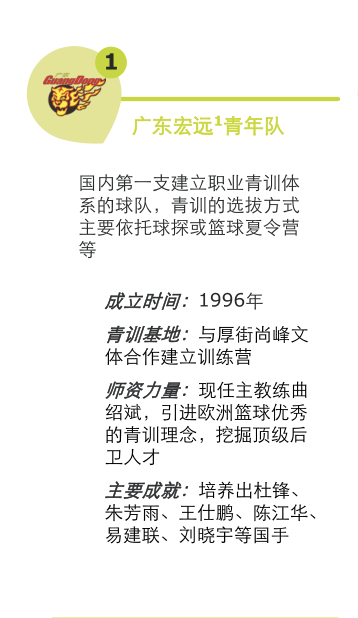 1
广东
GuangDong
广东宏远¹青年队
国内第一支建立职业青训体
系的球队，青训的选拔方式
主要依托球探或篮球夏令营
等
成立时间：1996年
青训基地：与厚街尚峰文
体合作建立训练营
师资力量：现任主教练曲
绍斌，引进欧洲篮球优秀
的青训理念，挖掘顶级后
卫人才
主要成就：培养出杜锋、
朱芳雨、王仕鹏、陈江华、
易建联、刘晓宇等国手